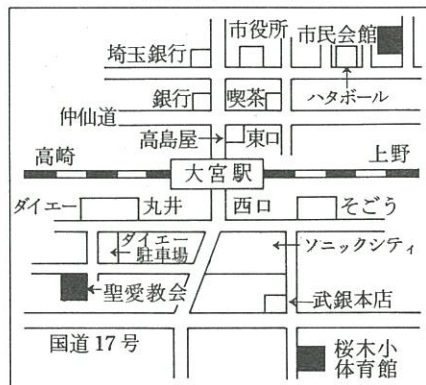 市役所
市民会館
埼玉銀行
銀行
喫茶
ハタボール
仲仙道
高島屋→
東口
高崎
上野
大宮駅
ダイエー
丸井
西口
そごう
ダイエー
駐車場
←ソニックシティ
←聖愛教会
←武銀本店
国道17号
桜木小
体育館